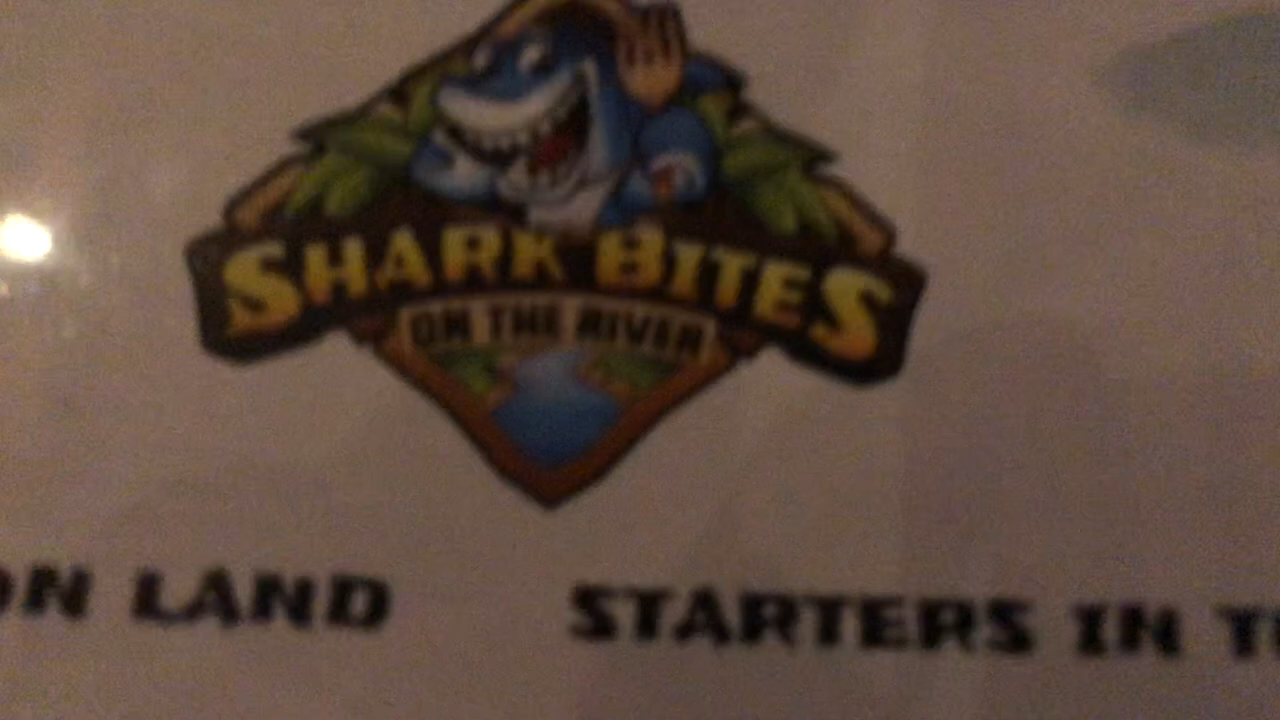 SHARK BITES
ON THE RIVER
ON LAND
STARTERS IN